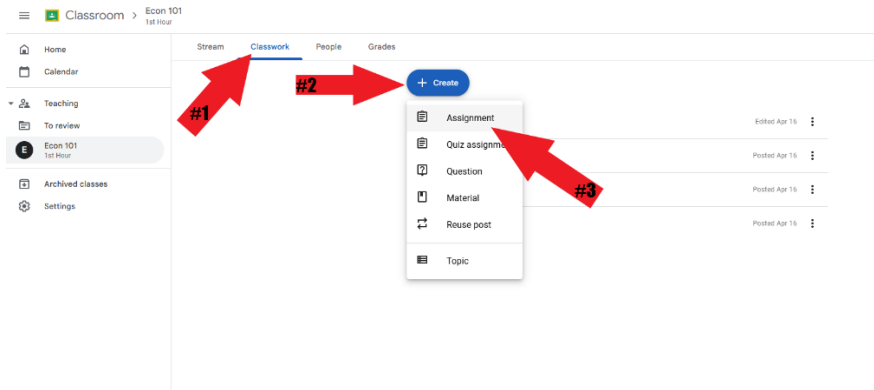 Classroom > Econ 101
1st Hour
Home
Calendar
Teaching
To review
E Econ 101
1st Hour
Archived classes
Settings
Stream Classwork People Grades
#1
#2
+ Create
Assignment
Quiz assignme
Question
Material
Reuse post
Topic
#3
Edited Apr 16
Posted Apr 16
Posted Apr 16
Posted Apr 16